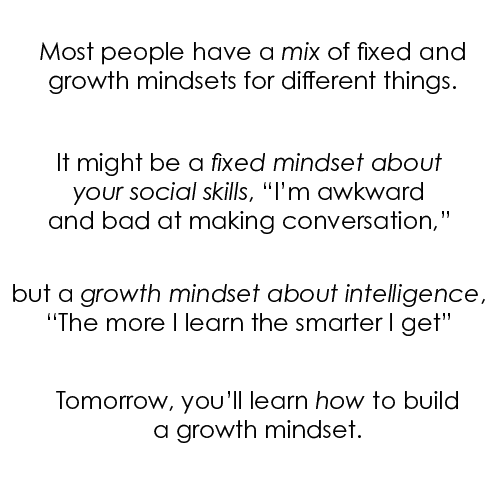 Most people have a mix of fixed and
growth mindsets for different things.
It might be a fixed mindset about
your social skills, “I’m awkward
and bad at making conversation,”
but a growth mindset about intelligence,
“The more I learn the smarter I get”
Tomorrow, you’ll learn how to build
a growth mindset.